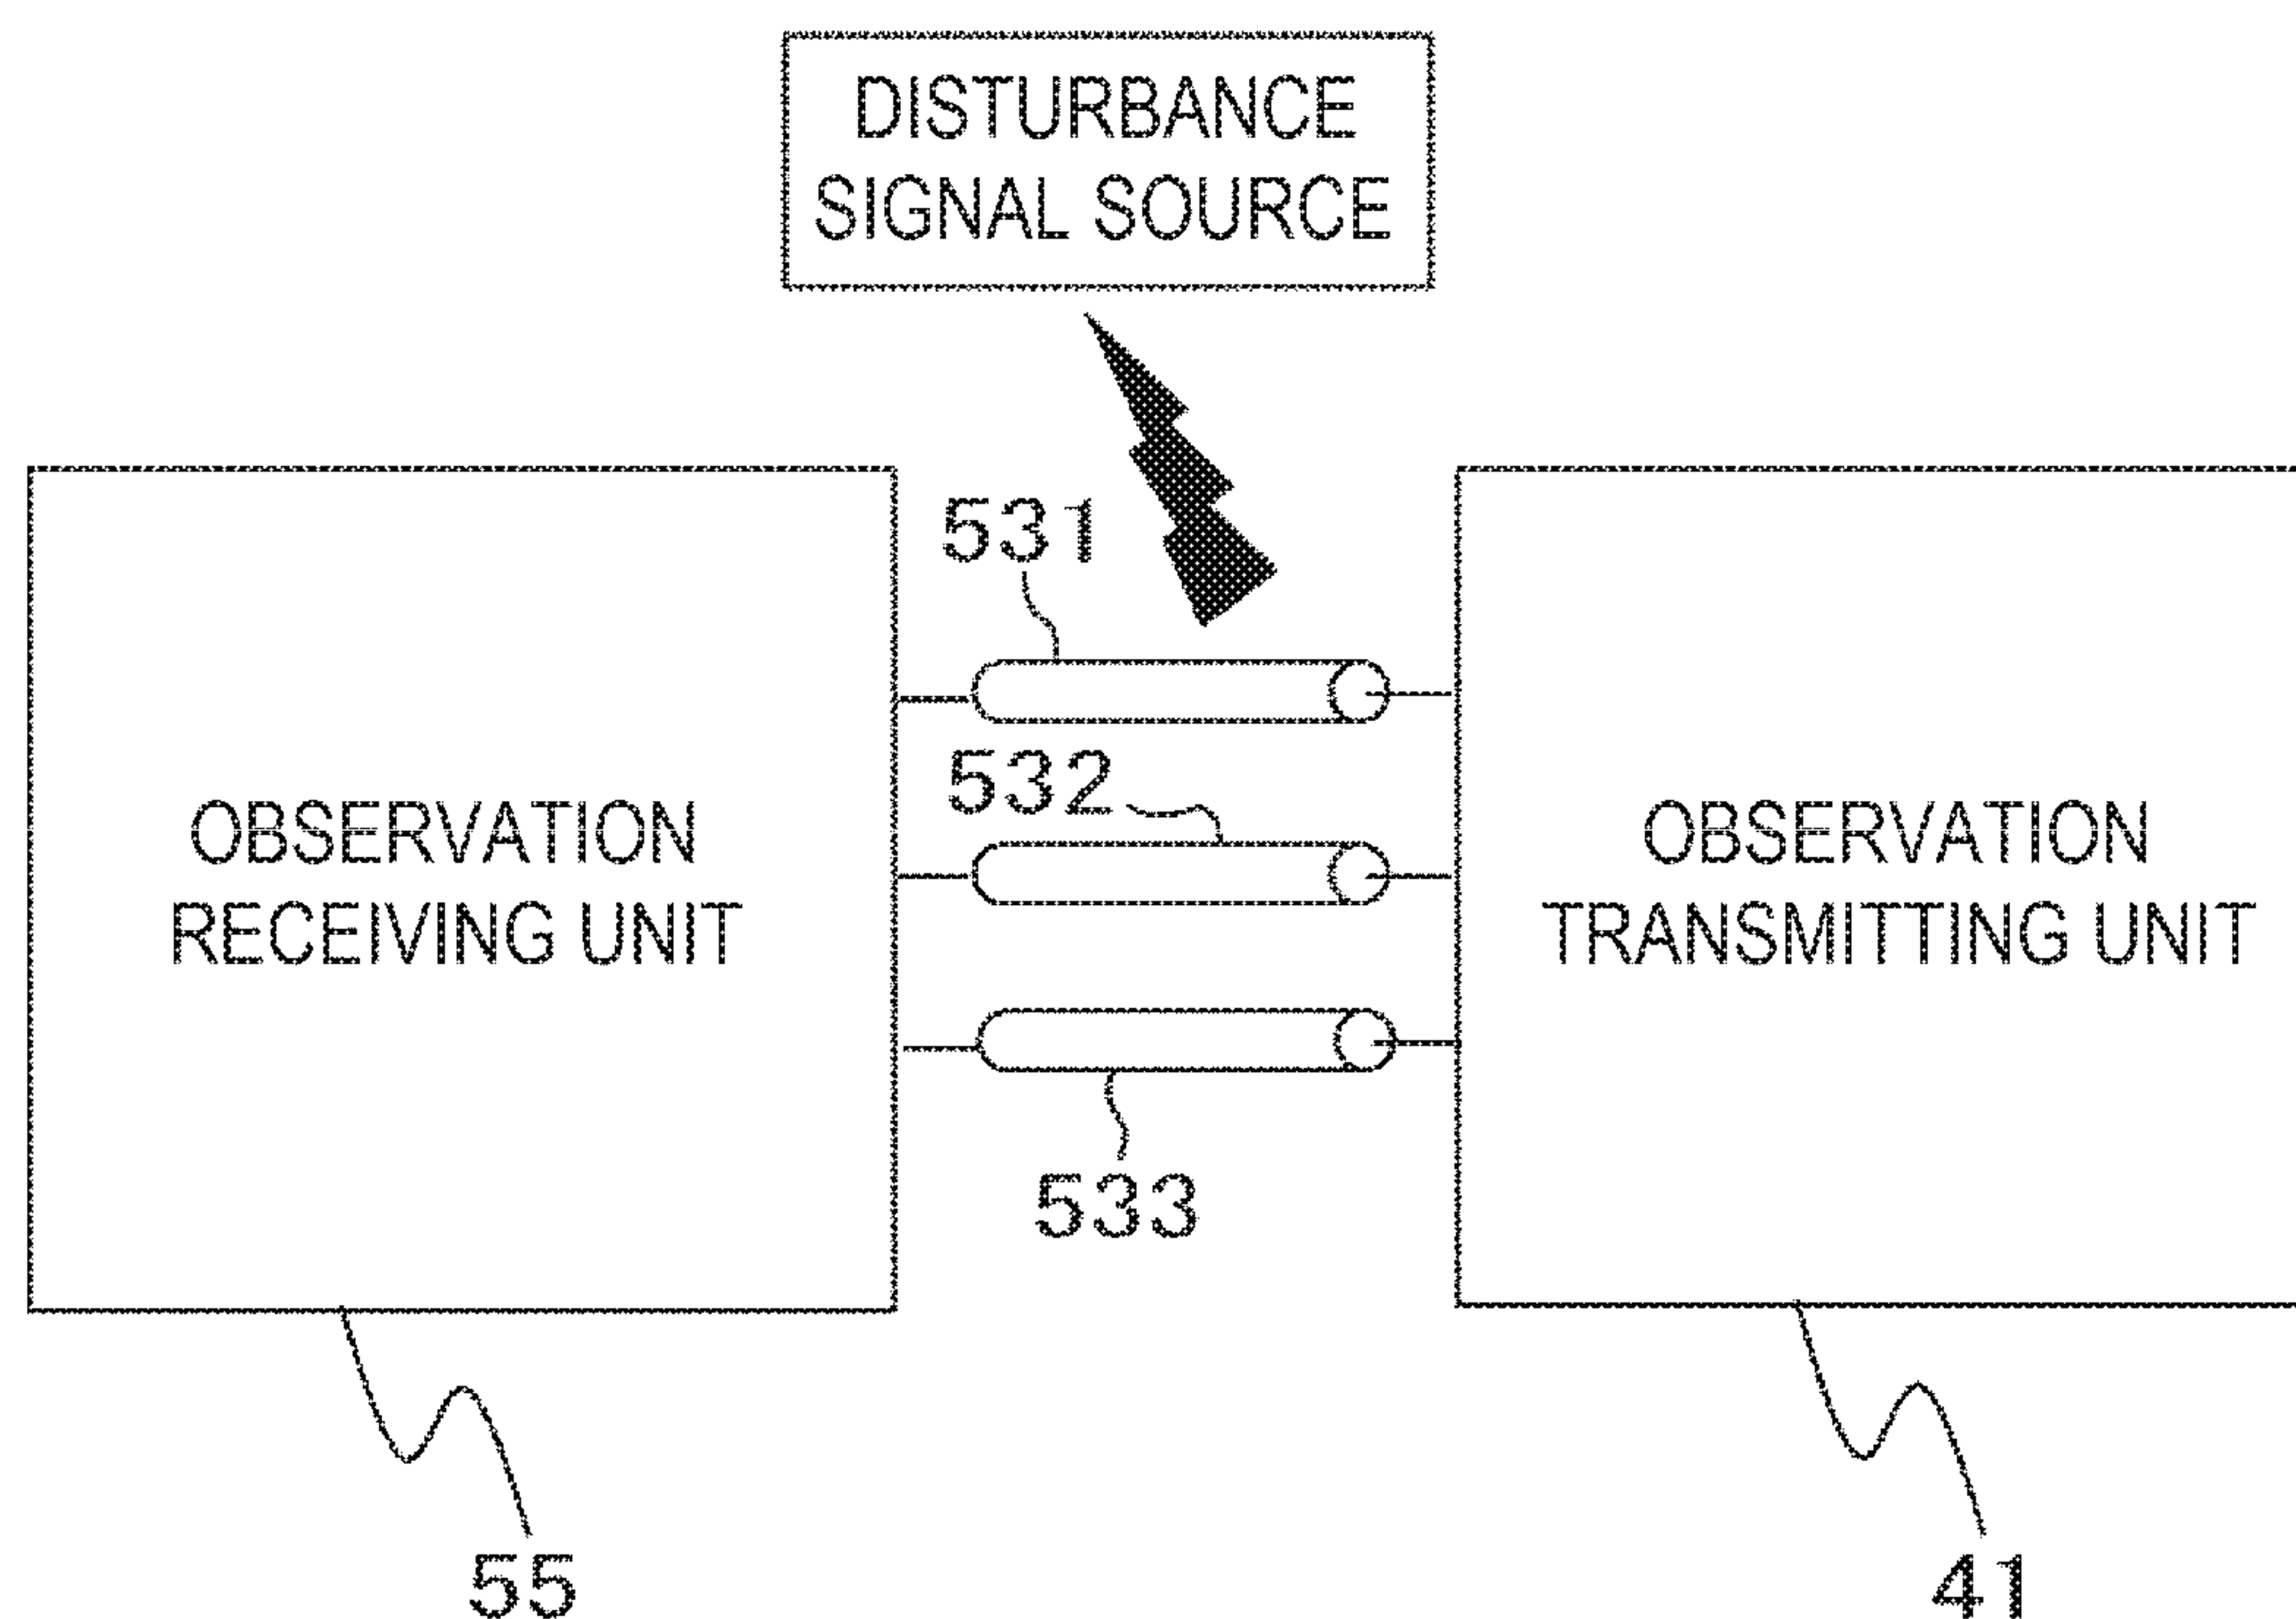 DISTURBANCE
SIGNAL SOURCE
531
532
OBSERVATION
RECEIVING UNIT
OBSERVATION
TRANSMITTING UNIT
533
55
41